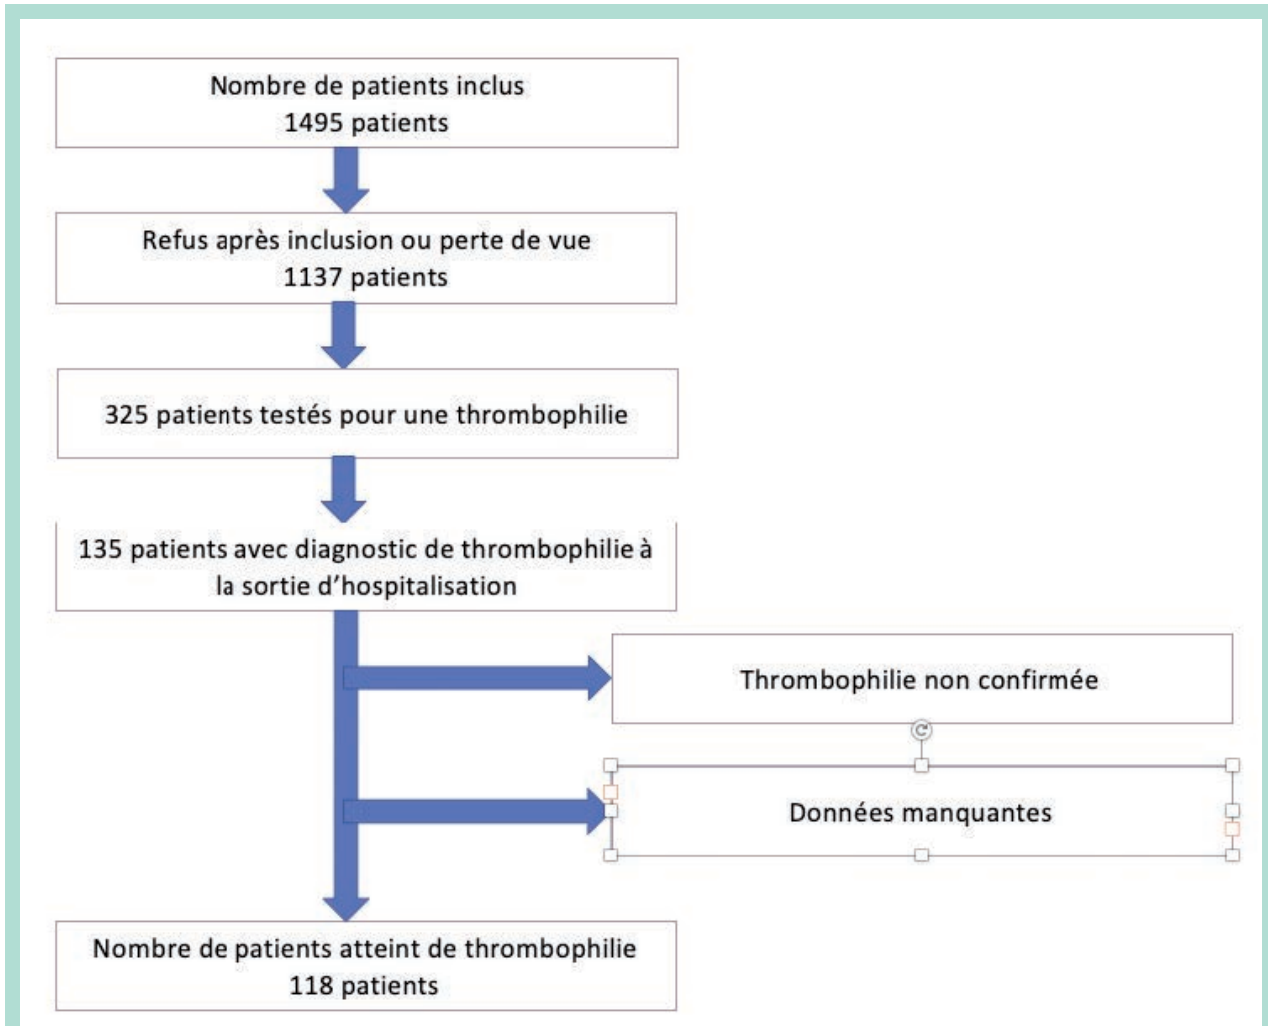 Nombre de patients inclus
1495 patients
Refus après inclusion ou perte de vue
1137 patients
325 patients testés pour une thrombophilie
135 patients avec diagnostic de thrombophilie à
la sortie d'hospitalisation
Thrombophilie non confirmée
Données manquantes
Nombre de patients atteint de thrombophilie
118 patients